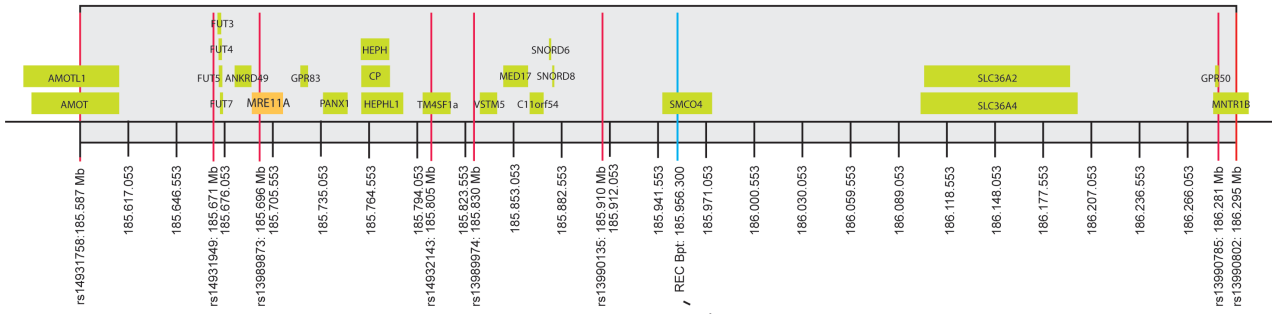 FUT3
FUT4 HEPH SNORD6
AMOTL1 FUT5 ANKRD49 GPR83 CP MED17 SNORD8 SLC36A2 GPR50
AMOT FUT7 MRE11A PANX1 HEPHL1 TM4SF1a VSTM5 C11orf54 SMCO4 SLC36A4 MNTR1B
rs14931758: 185.587 Mb
185.617.053
185.646.553
rs14931949: 185.671 Mb
185.676.053
rs13989873: 185.696 Mb
185.705.553
185.735.053
185.764.553
185.794.053
rs14932143: 185.805 Mb
185.823.553
rs13989974: 185.830 Mb
185.853.053
185.882.553
rs13990135: 185.910 Mb
185.912.053
185.941.553
REC Bpt: 185.956.300
185.971.053
186.000.553
186.030.053
186.059.553
186.089.053
186.118.553
186.148.053
186.177.553
186.207.053
186.236.553
186.266.053
rs13990785: 186.281 Mb
rs13990802: 186.295 Mb